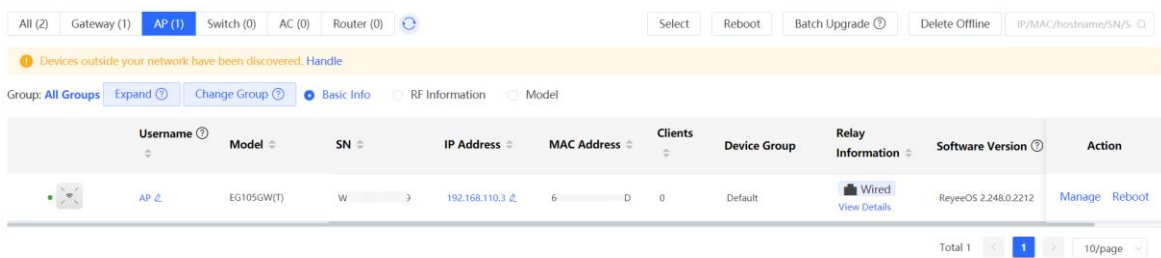 All (2) Gateway (1) AP (1) Switch (0) AC (0) Router (0) Select Reboot Batch Upgrade Delete Offline IP/MAC/hostname/SN/S
Devices outside your network have been discovered. Handle
Group: All Groups Expand Change Group Basic Info RF Information Model
Username Model SN IP Address MAC Address Clients Device Group Relay Information Software Version Action
AP EG105GW(T) W 9 192.168.110.3 6 D 0 Default Wired ReyeeOS 2.248.0.2212 Manage Reboot
View Details
Total 1 1 10/page